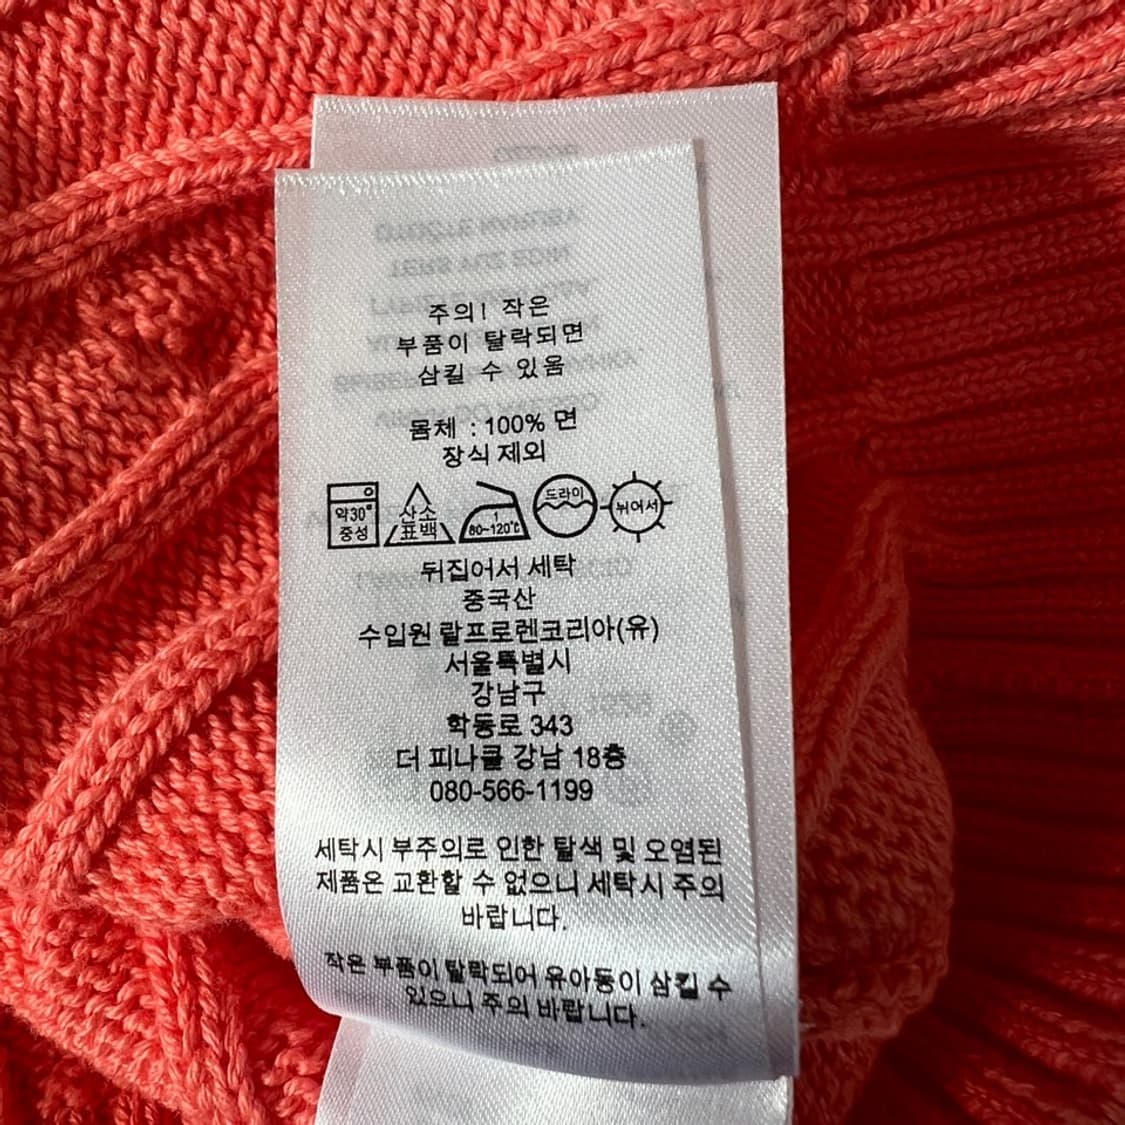 주의! 작은
부품이 탈락되면
삼킬 수 있음
몸체 : 100% 면
장식 제외
약30°
중성
산소
표백
1
80~120℃
드라이
뉘어서
뒤집어서 세탁
중국산
수입원 랄프로렌코리아(유)
서울특별시
강남구
학동로 343
더 피나클 강남 18층
080-566-1199
세탁시 부주의로 인한 탈색 및 오염된
제품은 교환할 수 없으니 세탁시 주의
바랍니다.
작은 부품이 탈락되어 유아동이 삼킬 수
있으니 주의 바랍니다.